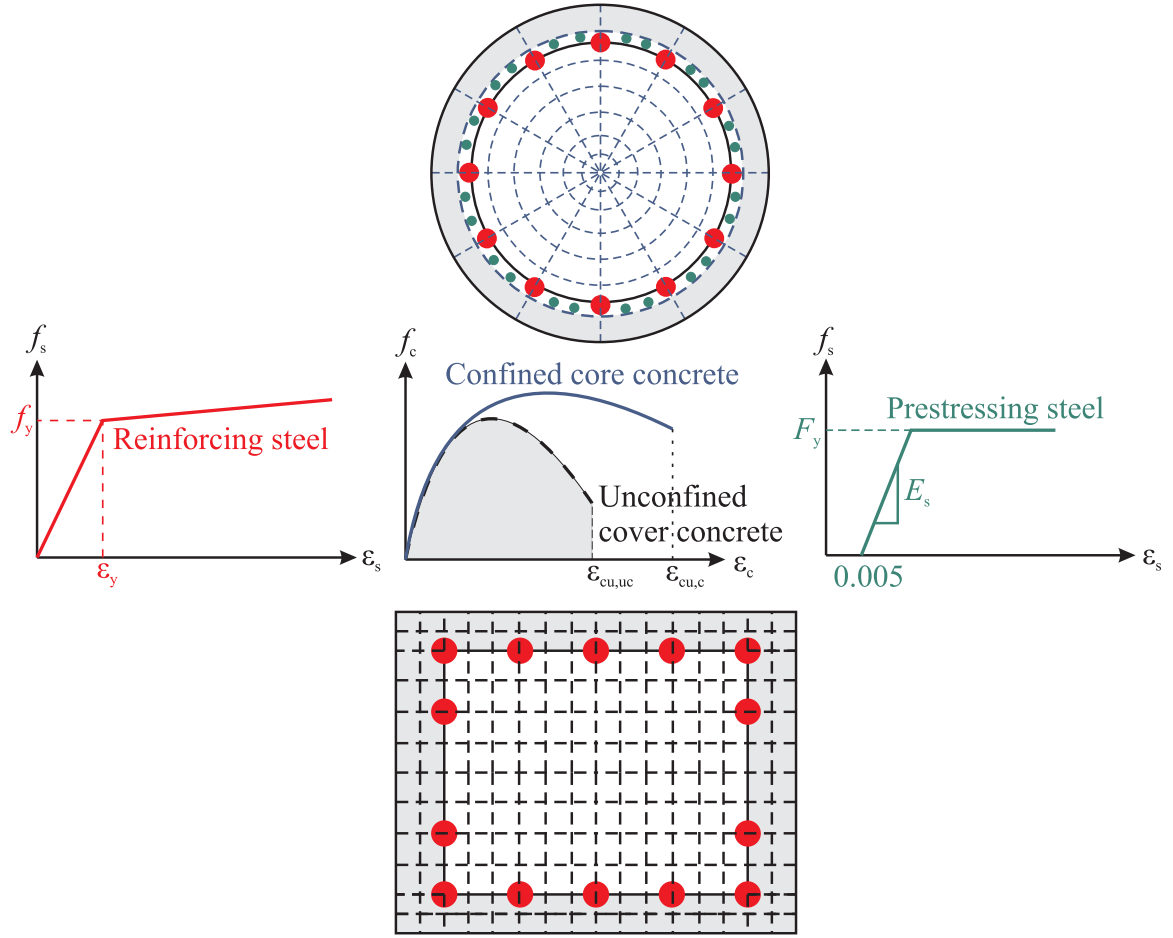 f_s
f_y
Reinforcing steel
ε_y
ε_s
f_c
Confined core concrete
Unconfined
cover concrete
ε_cu,uc
ε_cu,c
ε_c
f_s
Prestressing steel
F_y
E_s
0.005
ε_s